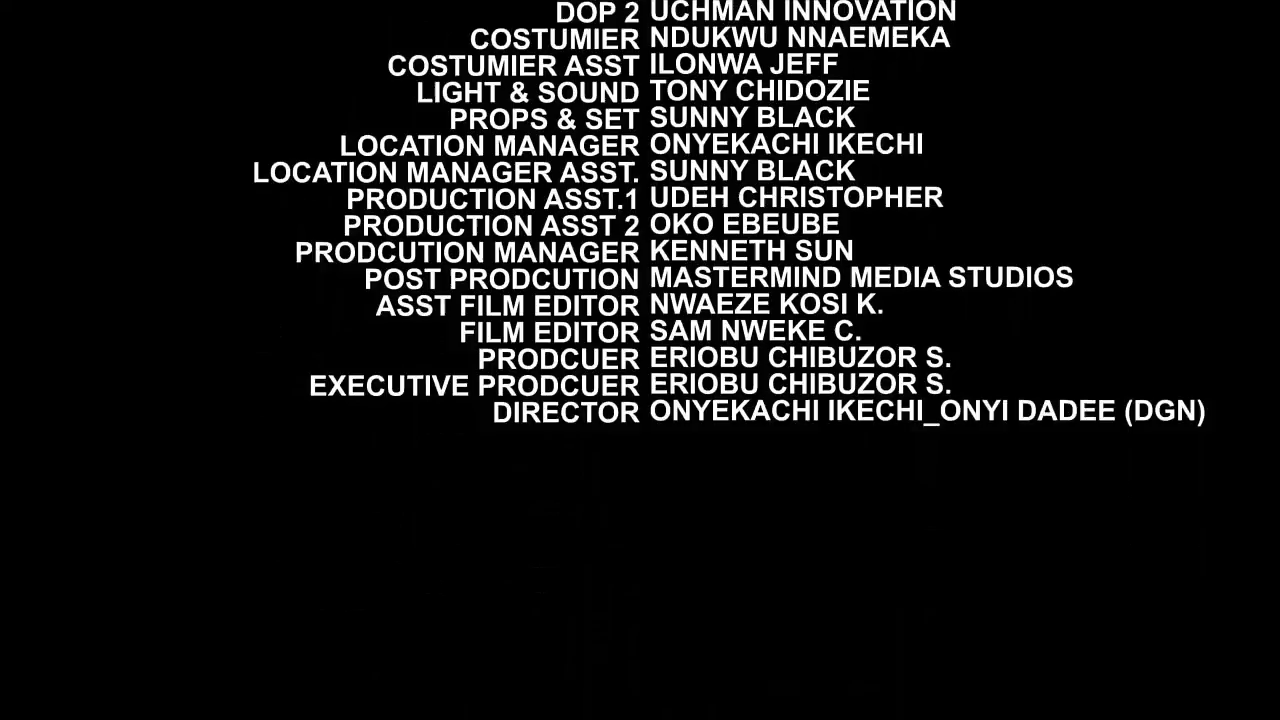 DOP 2 UCHMAN INNOVATION
COSTUMIER NDUKWU NNAEMEKA
COSTUMIER ASST ILONWA JEFF
LIGHT & SOUND TONY CHIDOZIE
PROPS & SET SUNNY BLACK
LOCATION MANAGER ONYEKACHI IKECHI
LOCATION MANAGER ASST. SUNNY BLACK
PRODUCTION ASST.1 UDEH CHRISTOPHER
PRODUCTION ASST 2 OKO EBEUBE
PRODCUTION MANAGER KENNETH SUN
POST PRODCUTION MASTERMIND MEDIA STUDIOS
ASST FILM EDITOR NWAEZE KOSI K.
FILM EDITOR SAM NWEKE C.
PRODCUER ERIOBU CHIBUZOR S.
EXECUTIVE PRODCUER ERIOBU CHIBUZOR S.
DIRECTOR ONYEKACHI IKECHI_ONYI DADEE (DGN)